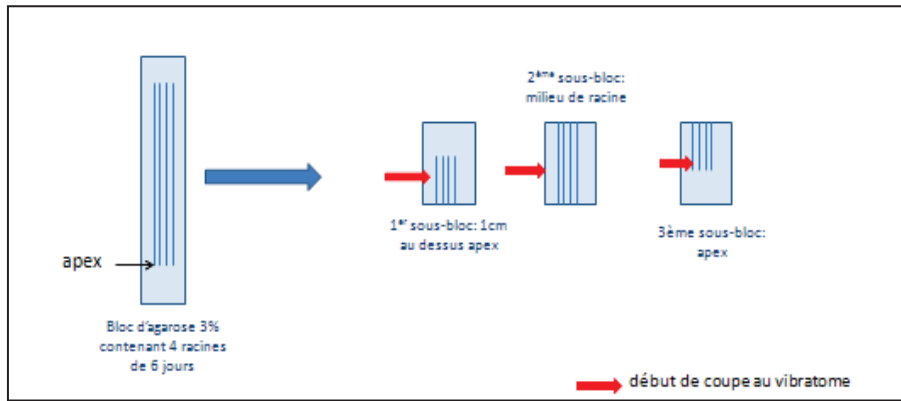 2ème sous-bloc:
milieu de racine
1er sous-bloc: 1cm
au dessus apex
3ème sous-bloc:
apex
apex
Bloc d'agarose 3%
contenant 4 racines
de 6 jours
début de coupe au vibratome